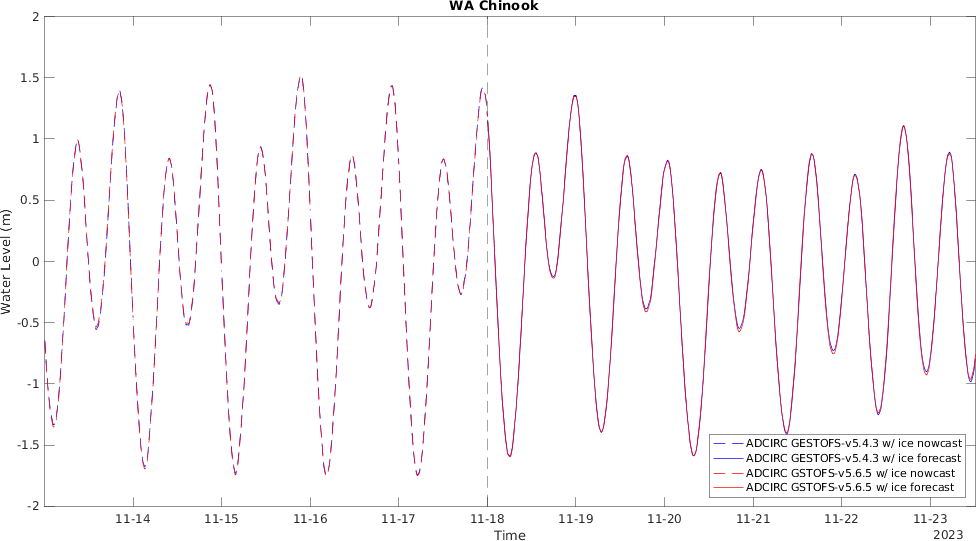 WA Chinook
2
1.5
1
0.5
0
-0.5
-1
-1.5
-2
Water Level (m)
11-14
11-15
11-16
11-17
11-18
11-19
11-20
11-21
11-22
11-23
2023
Time
ADCIRC GESTOFS-v5.4.3 w/ ice nowcast
ADCIRC GESTOFS-v5.4.3 w/ ice forecast
ADCIRC GSTOFS-v5.6.5 w/ ice nowcast
ADCIRC GSTOFS-v5.6.5 w/ ice forecast